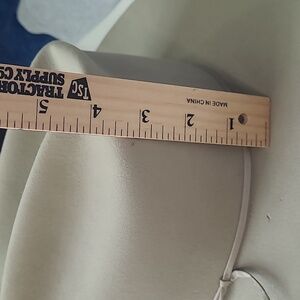 TRACTOR
SUPPLY CO
TSC
MADE IN CHINA
5 4 3 2 1